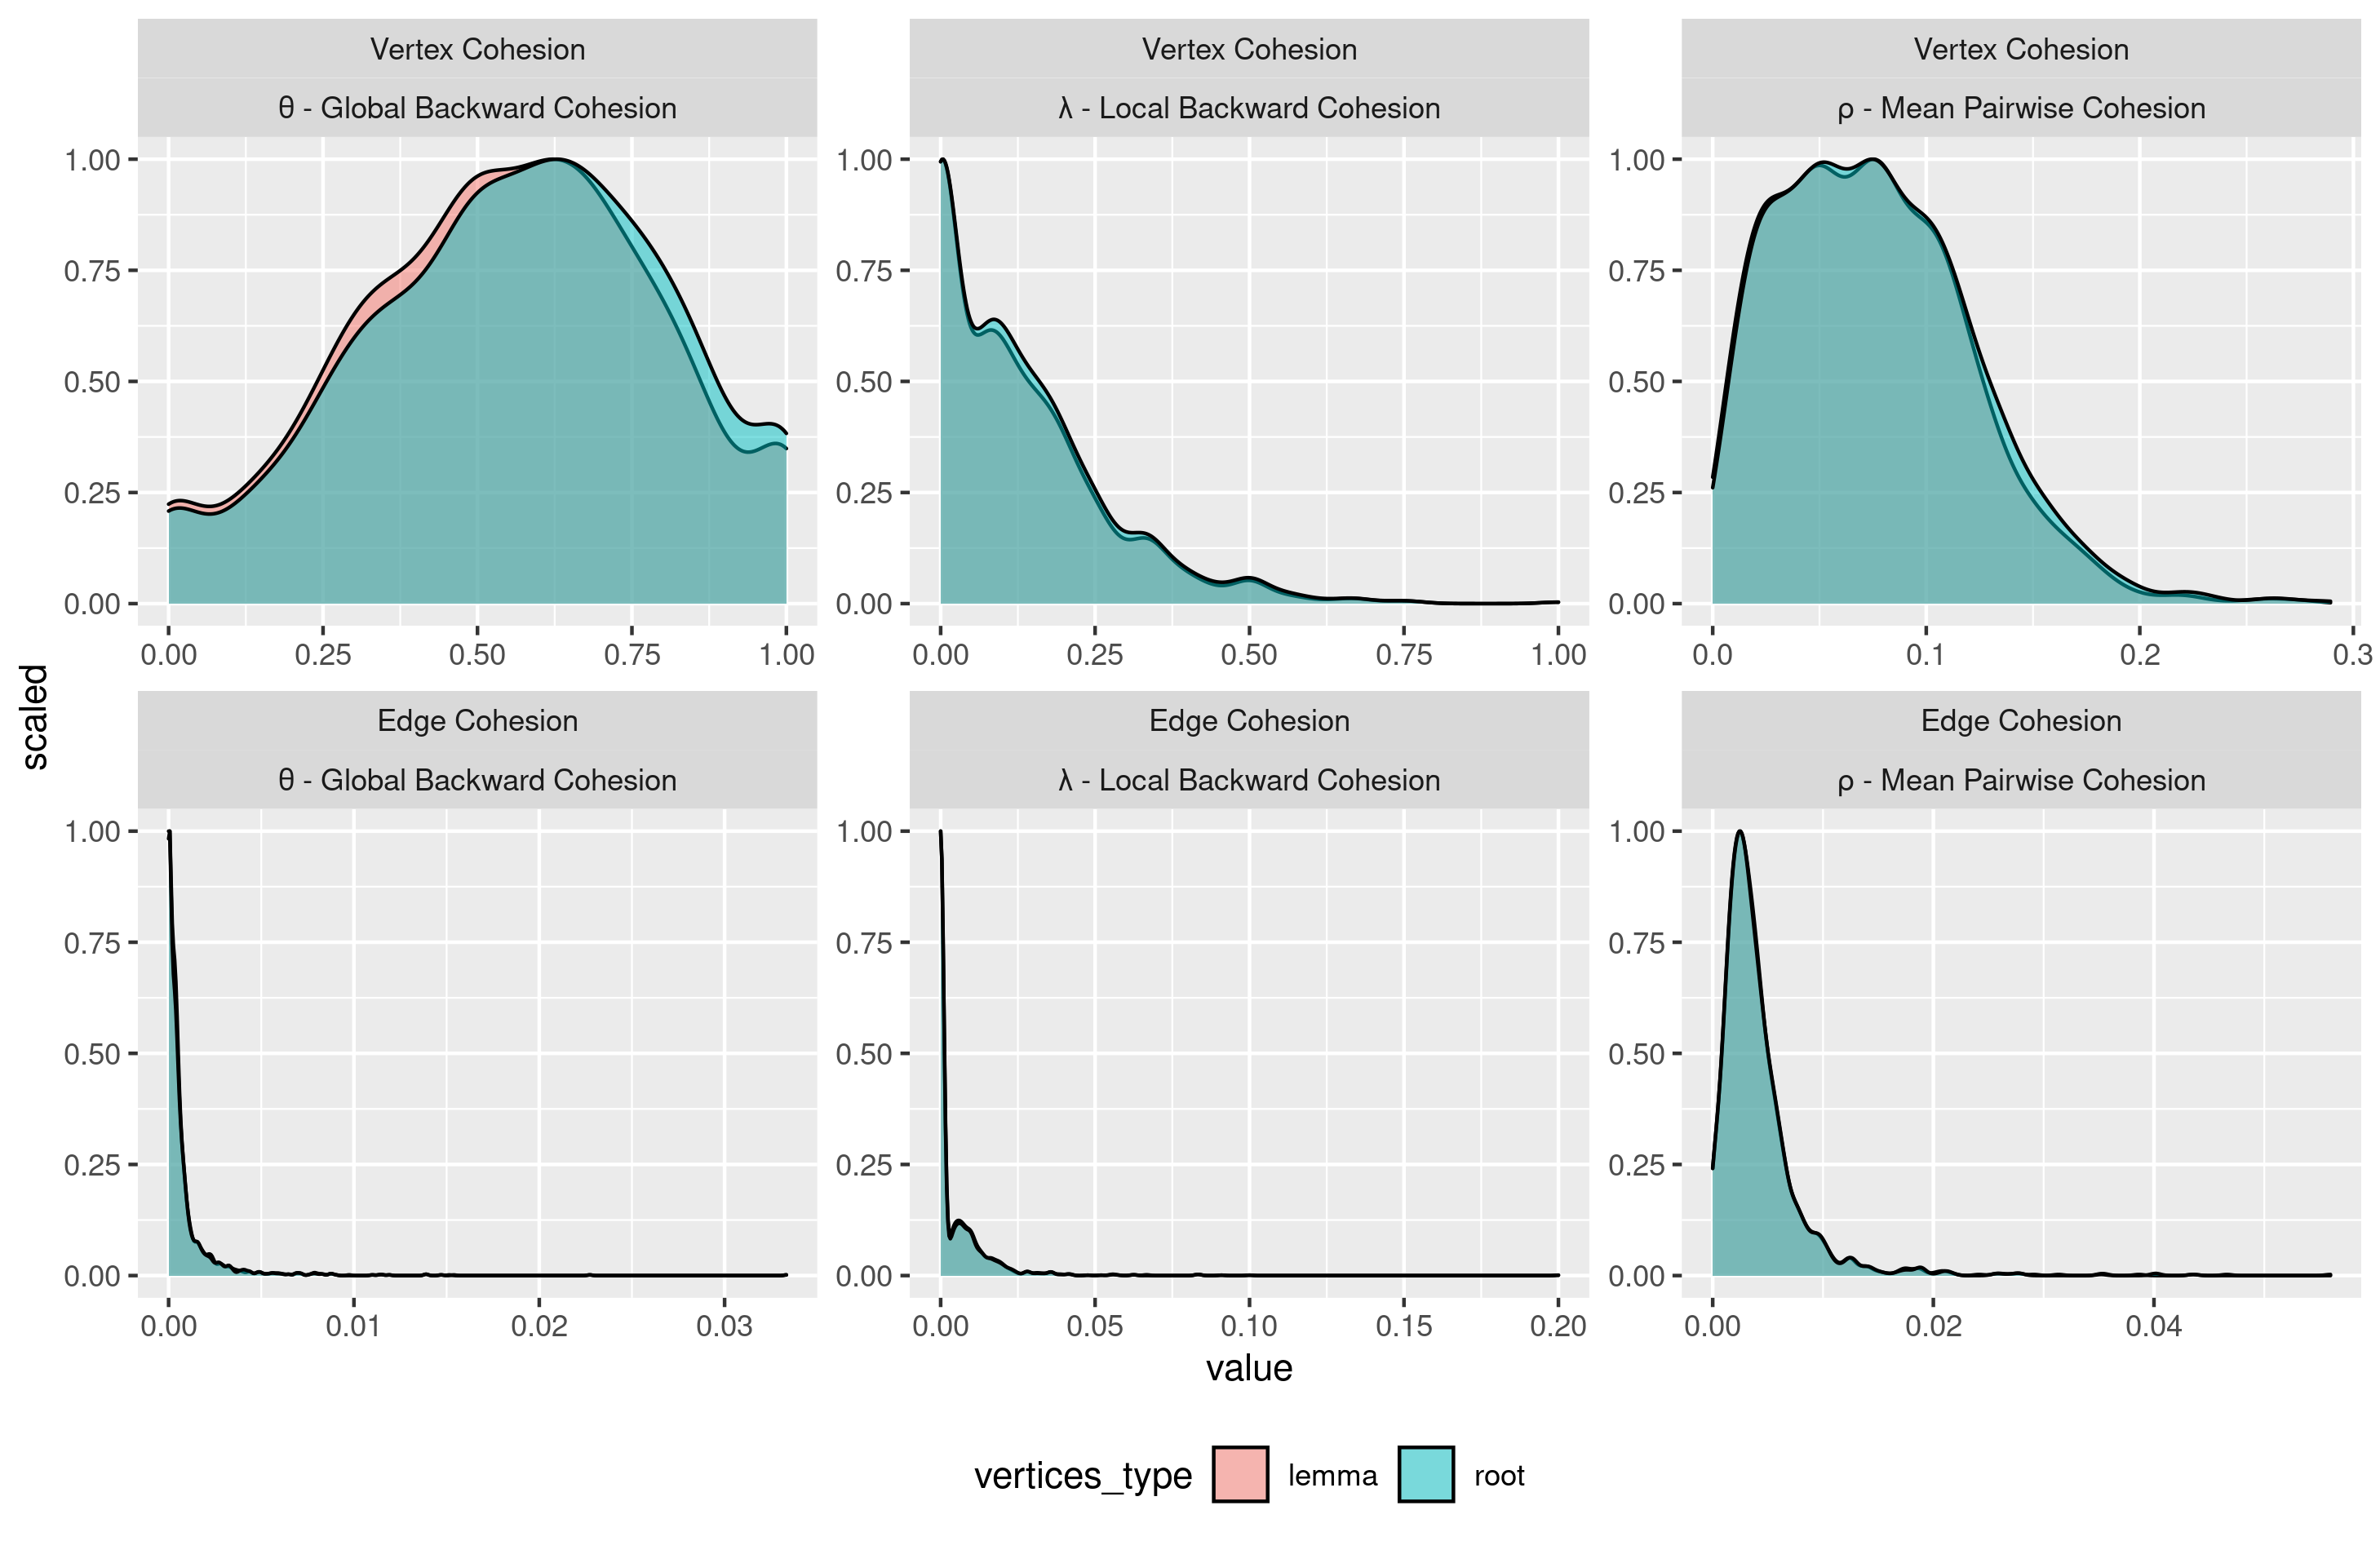 Vertex Cohesion
θ - Global Backward Cohesion
1.00
0.75
0.50
0.25
0.00
0.00 0.25 0.50 0.75 1.00
Vertex Cohesion
λ - Local Backward Cohesion
1.00
0.75
0.50
0.25
0.00
0.00 0.25 0.50 0.75 1.00
Vertex Cohesion
ρ - Mean Pairwise Cohesion
1.00
0.75
0.50
0.25
0.00
0.0 0.1 0.2 0.3
scaled
Edge Cohesion
θ - Global Backward Cohesion
1.00
0.75
0.50
0.25
0.00
0.00 0.01 0.02 0.03
Edge Cohesion
λ - Local Backward Cohesion
1.00
0.75
0.50
0.25
0.00
0.00 0.05 0.10 0.15 0.20
Edge Cohesion
ρ - Mean Pairwise Cohesion
1.00
0.75
0.50
0.25
0.00
0.00 0.02 0.04
value
vertices_type lemma root